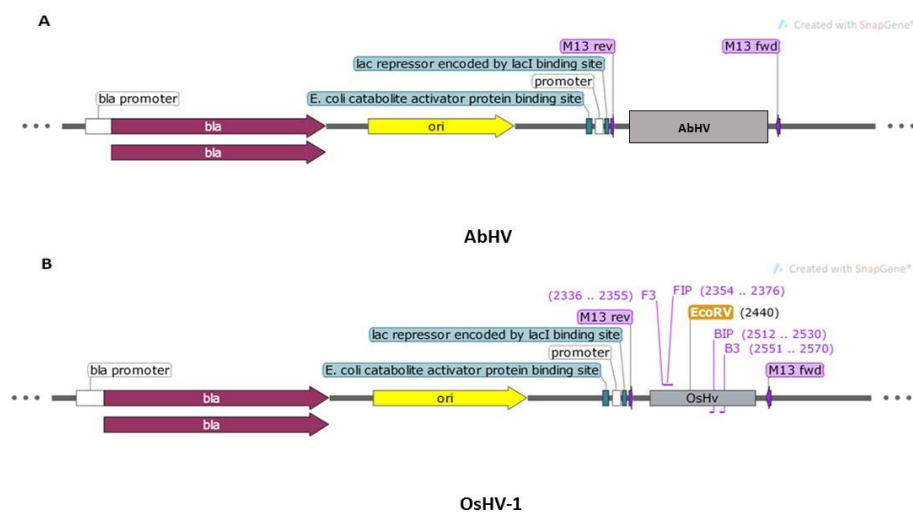 A
Created with SnapGene®
M13 rev
M13 fwd
lac repressor encoded by lacI binding site
promoter
bla promoter
E. coli catabolite activator protein binding site
bla
ori
AbHV
bla
AbHV
B
Created with SnapGene®
(2336 .. 2355) F3
FIP (2354 .. 2376)
EcoRV (2440)
M13 rev
BIP (2512 .. 2530)
lac repressor encoded by lacI binding site
B3 (2551 .. 2570)
promoter
bla promoter
E. coli catabolite activator protein binding site
M13 fwd
bla
ori
OsHv
bla
OsHV-1